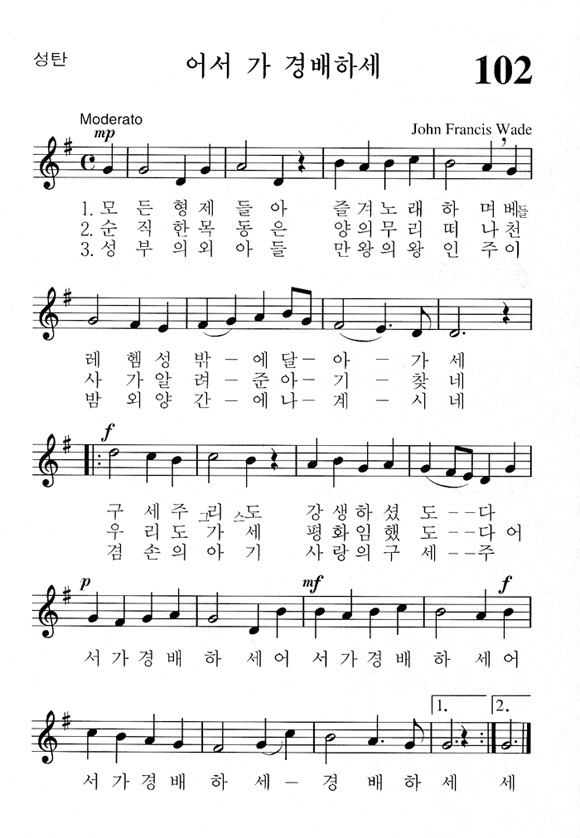 성탄
어서 가 경배하세
102
Moderato
mp
John Francis Wade
1. 모 든 형 제 들 아 즐 겨 노 래 하 며 베들
2. 순 직 한 목 동 은 양 의 무 리 떠 나 천
3. 성 부 의 외 아 들 만 왕 의 왕 인 주 이
레 헴 성 밖 – 에 달 – 아 – 가 세
사 가 알 려 – 준 아 – 기 – 찾 네
밤 외 양 간 – 에 나 – 계 – 시 네
f
구 세 주 그리스도 강 생 하 셨 도 - - 다
우 리 도 가 세 평 화 임 했 도 - - 다 어
겸 손 의 아 기 사 랑 의 구 세 - - 주
p mf f
서 가 경 배 하 세 어 서 가 경 배 하 세 어
1. 2.
서 가 경 배 하 세 – 경 배 하 세 세